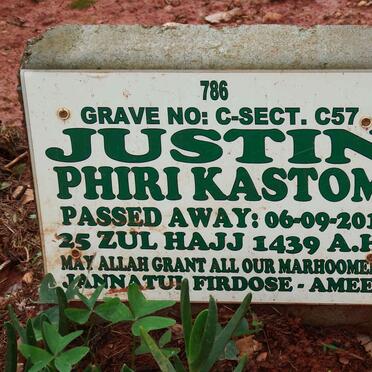 786
GRAVE NO: C-SECT. C57
JUSTIN
PHIRI KASTOM
PASSED AWAY: 06-09-201
25 ZUL HAJJ 1439 A.H
MAY ALLAH GRANT ALL OUR MARHOOMEE
JANNATUL FIRDOSE - AMEE